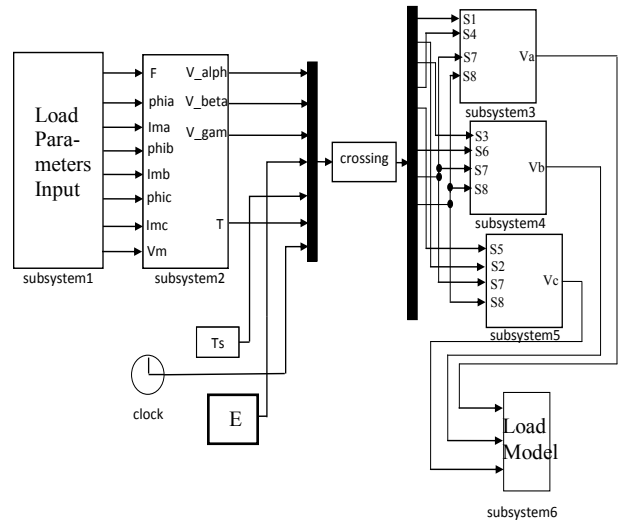 Load
Para-
meters
Input
subsystem1
F
phia
Ima
phib
Imb
phic
Imc
Vm
V_alph
V_beta
V_gam
T
subsystem2
Ts
clock
E
crossing
S1
S4
S7
S8
Va
subsystem3
S3
S6
S7
S8
Vb
subsystem4
S5
S2
S7
S8
Vc
subsystem5
Load
Model
subsystem6